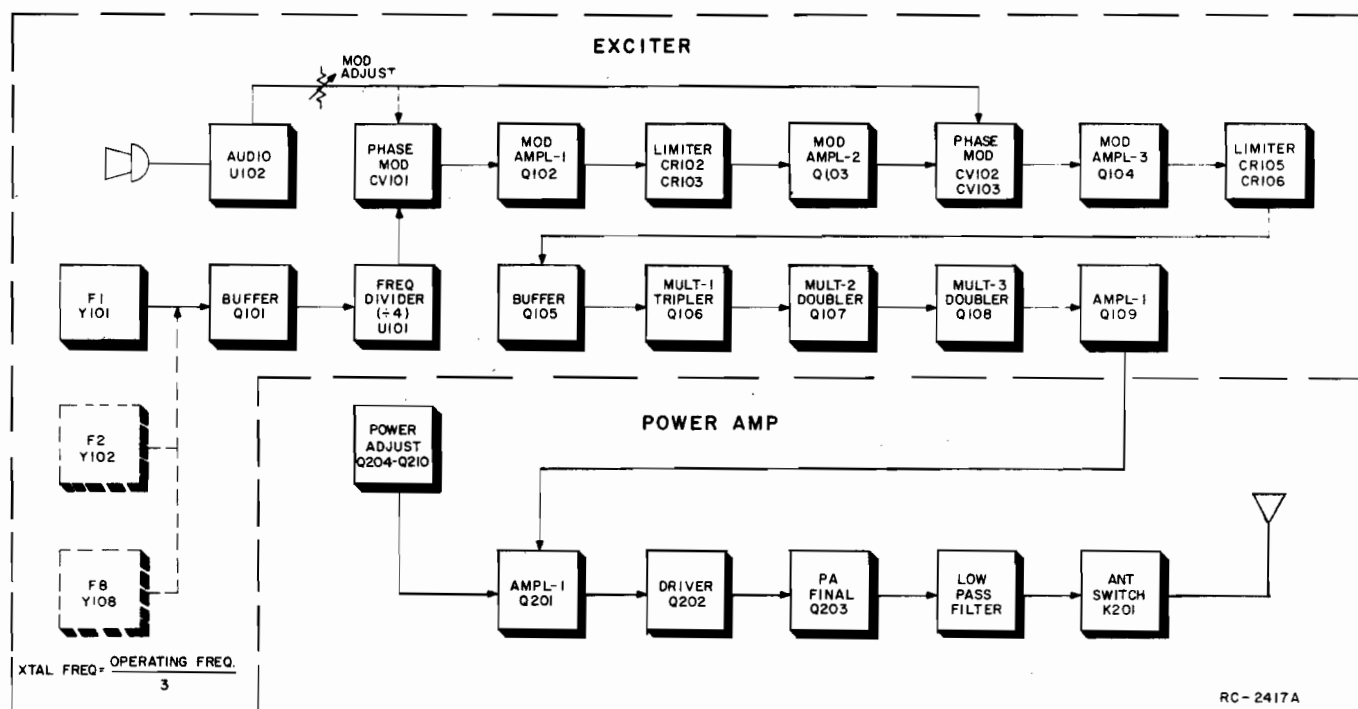 EXCITER
MOD
ADJUST
AUDIO
U102
PHASE
MOD
CV101
MOD
AMPL-1
Q102
LIMITER
CR102
CR103
MOD
AMPL-2
Q103
PHASE
MOD
CV102
CV103
MOD
AMPL-3
Q104
LIMITER
CR105
CR106
F1
Y101
BUFFER
Q101
FREQ
DIVIDER
(÷4)
U101
BUFFER
Q105
MULT-1
TRIPLER
Q106
MULT-2
DOUBLER
Q107
MULT-3
DOUBLER
Q108
AMPL-1
Q109
F2
Y102
F8
Y108
XTAL FREQ= OPERATING FREQ.
3
POWER AMP
POWER
ADJUST
Q204-Q210
AMPL-1
Q201
DRIVER
Q202
PA
FINAL
Q203
LOW
PASS
FILTER
ANT
SWITCH
K201
RC-2417A